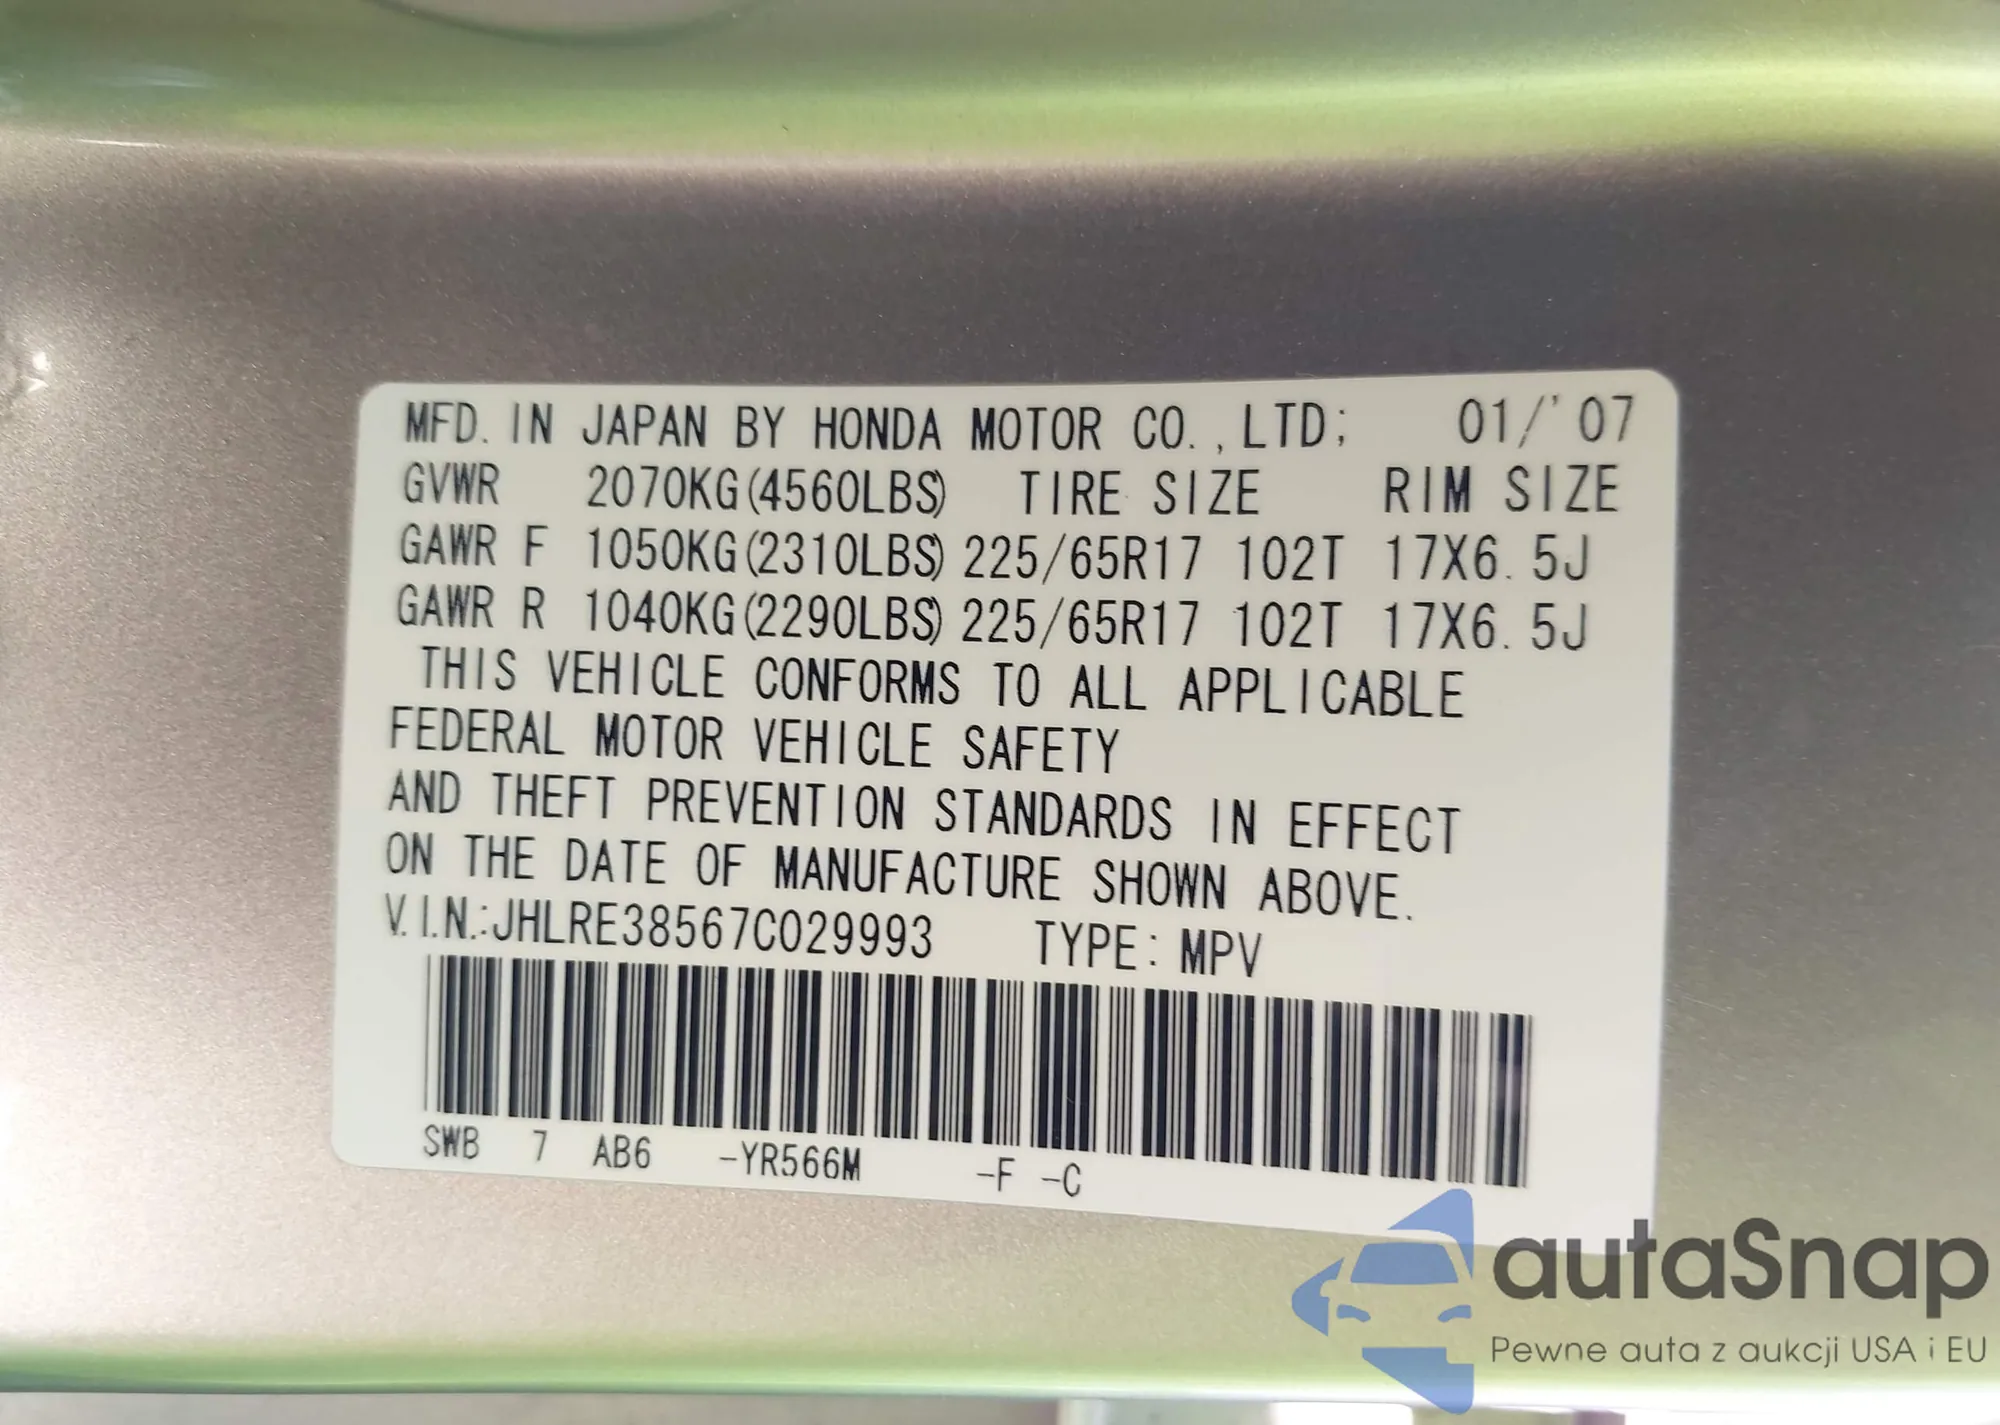 MFD. IN JAPAN BY HONDA MOTOR CO.,LTD; 01/'07
GVWR 2070KG(4560LBS) TIRE SIZE RIM SIZE
GAWR F 1050KG(2310LBS) 225/65R17 102T 17X6.5J
GAWR R 1040KG(2290LBS) 225/65R17 102T 17X6.5J
THIS VEHICLE CONFORMS TO ALL APPLICABLE
FEDERAL MOTOR VEHICLE SAFETY
AND THEFT PREVENTION STANDARDS IN EFFECT
ON THE DATE OF MANUFACTURE SHOWN ABOVE.
V.I.N.:JHLRE38567C029993 TYPE: MPV
SWB 7 AB6 -YR566M -F -C
autaSnap
Pewne auta z aukcji USA i EU